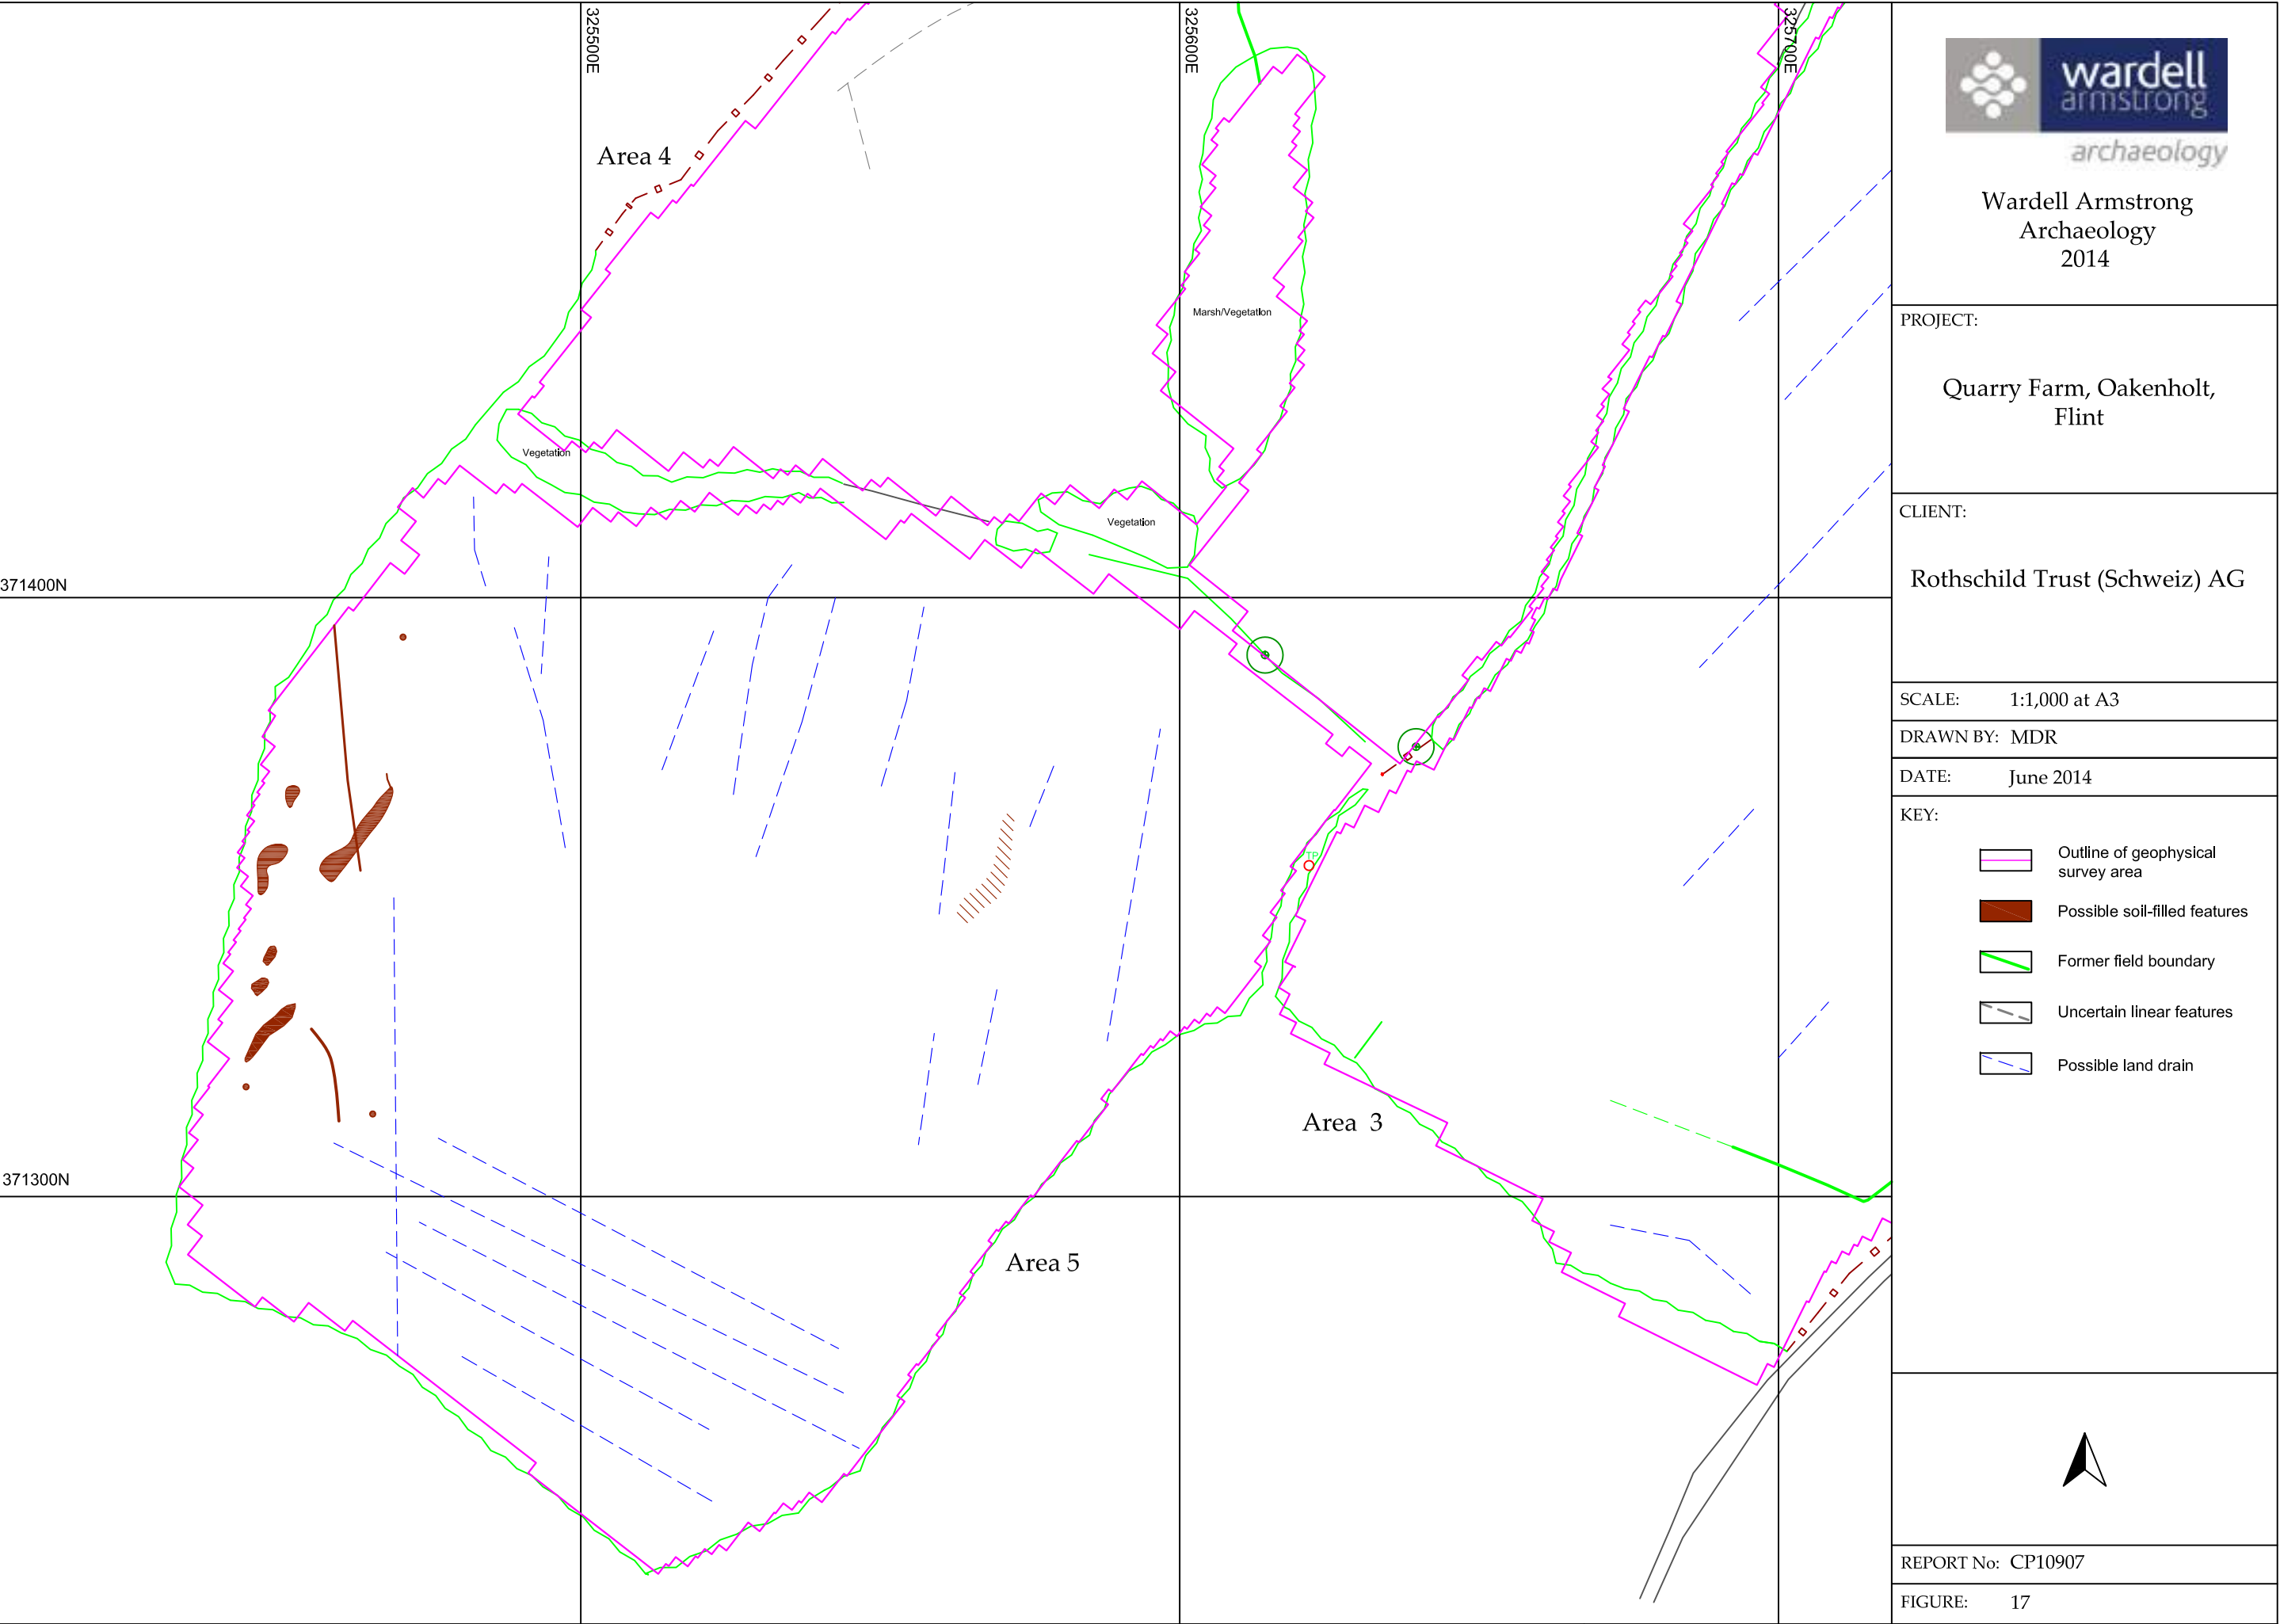 325500E
325600E
325700E
Area 4
Marsh/Vegetation
Vegetation
Vegetation
371400N
TP
Area 3
371300N
Area 5
wardell
armstrong
archaeology
Wardell Armstrong
Archaeology
2014
PROJECT:
Quarry Farm, Oakenholt,
Flint
CLIENT:
Rothschild Trust (Schweiz) AG
SCALE: 1:1,000 at A3
DRAWN BY: MDR
DATE: June 2014
KEY:
Outline of geophysical
survey area
Possible soil-filled features
Former field boundary
Uncertain linear features
Possible land drain
REPORT No: CP10907
FIGURE: 17